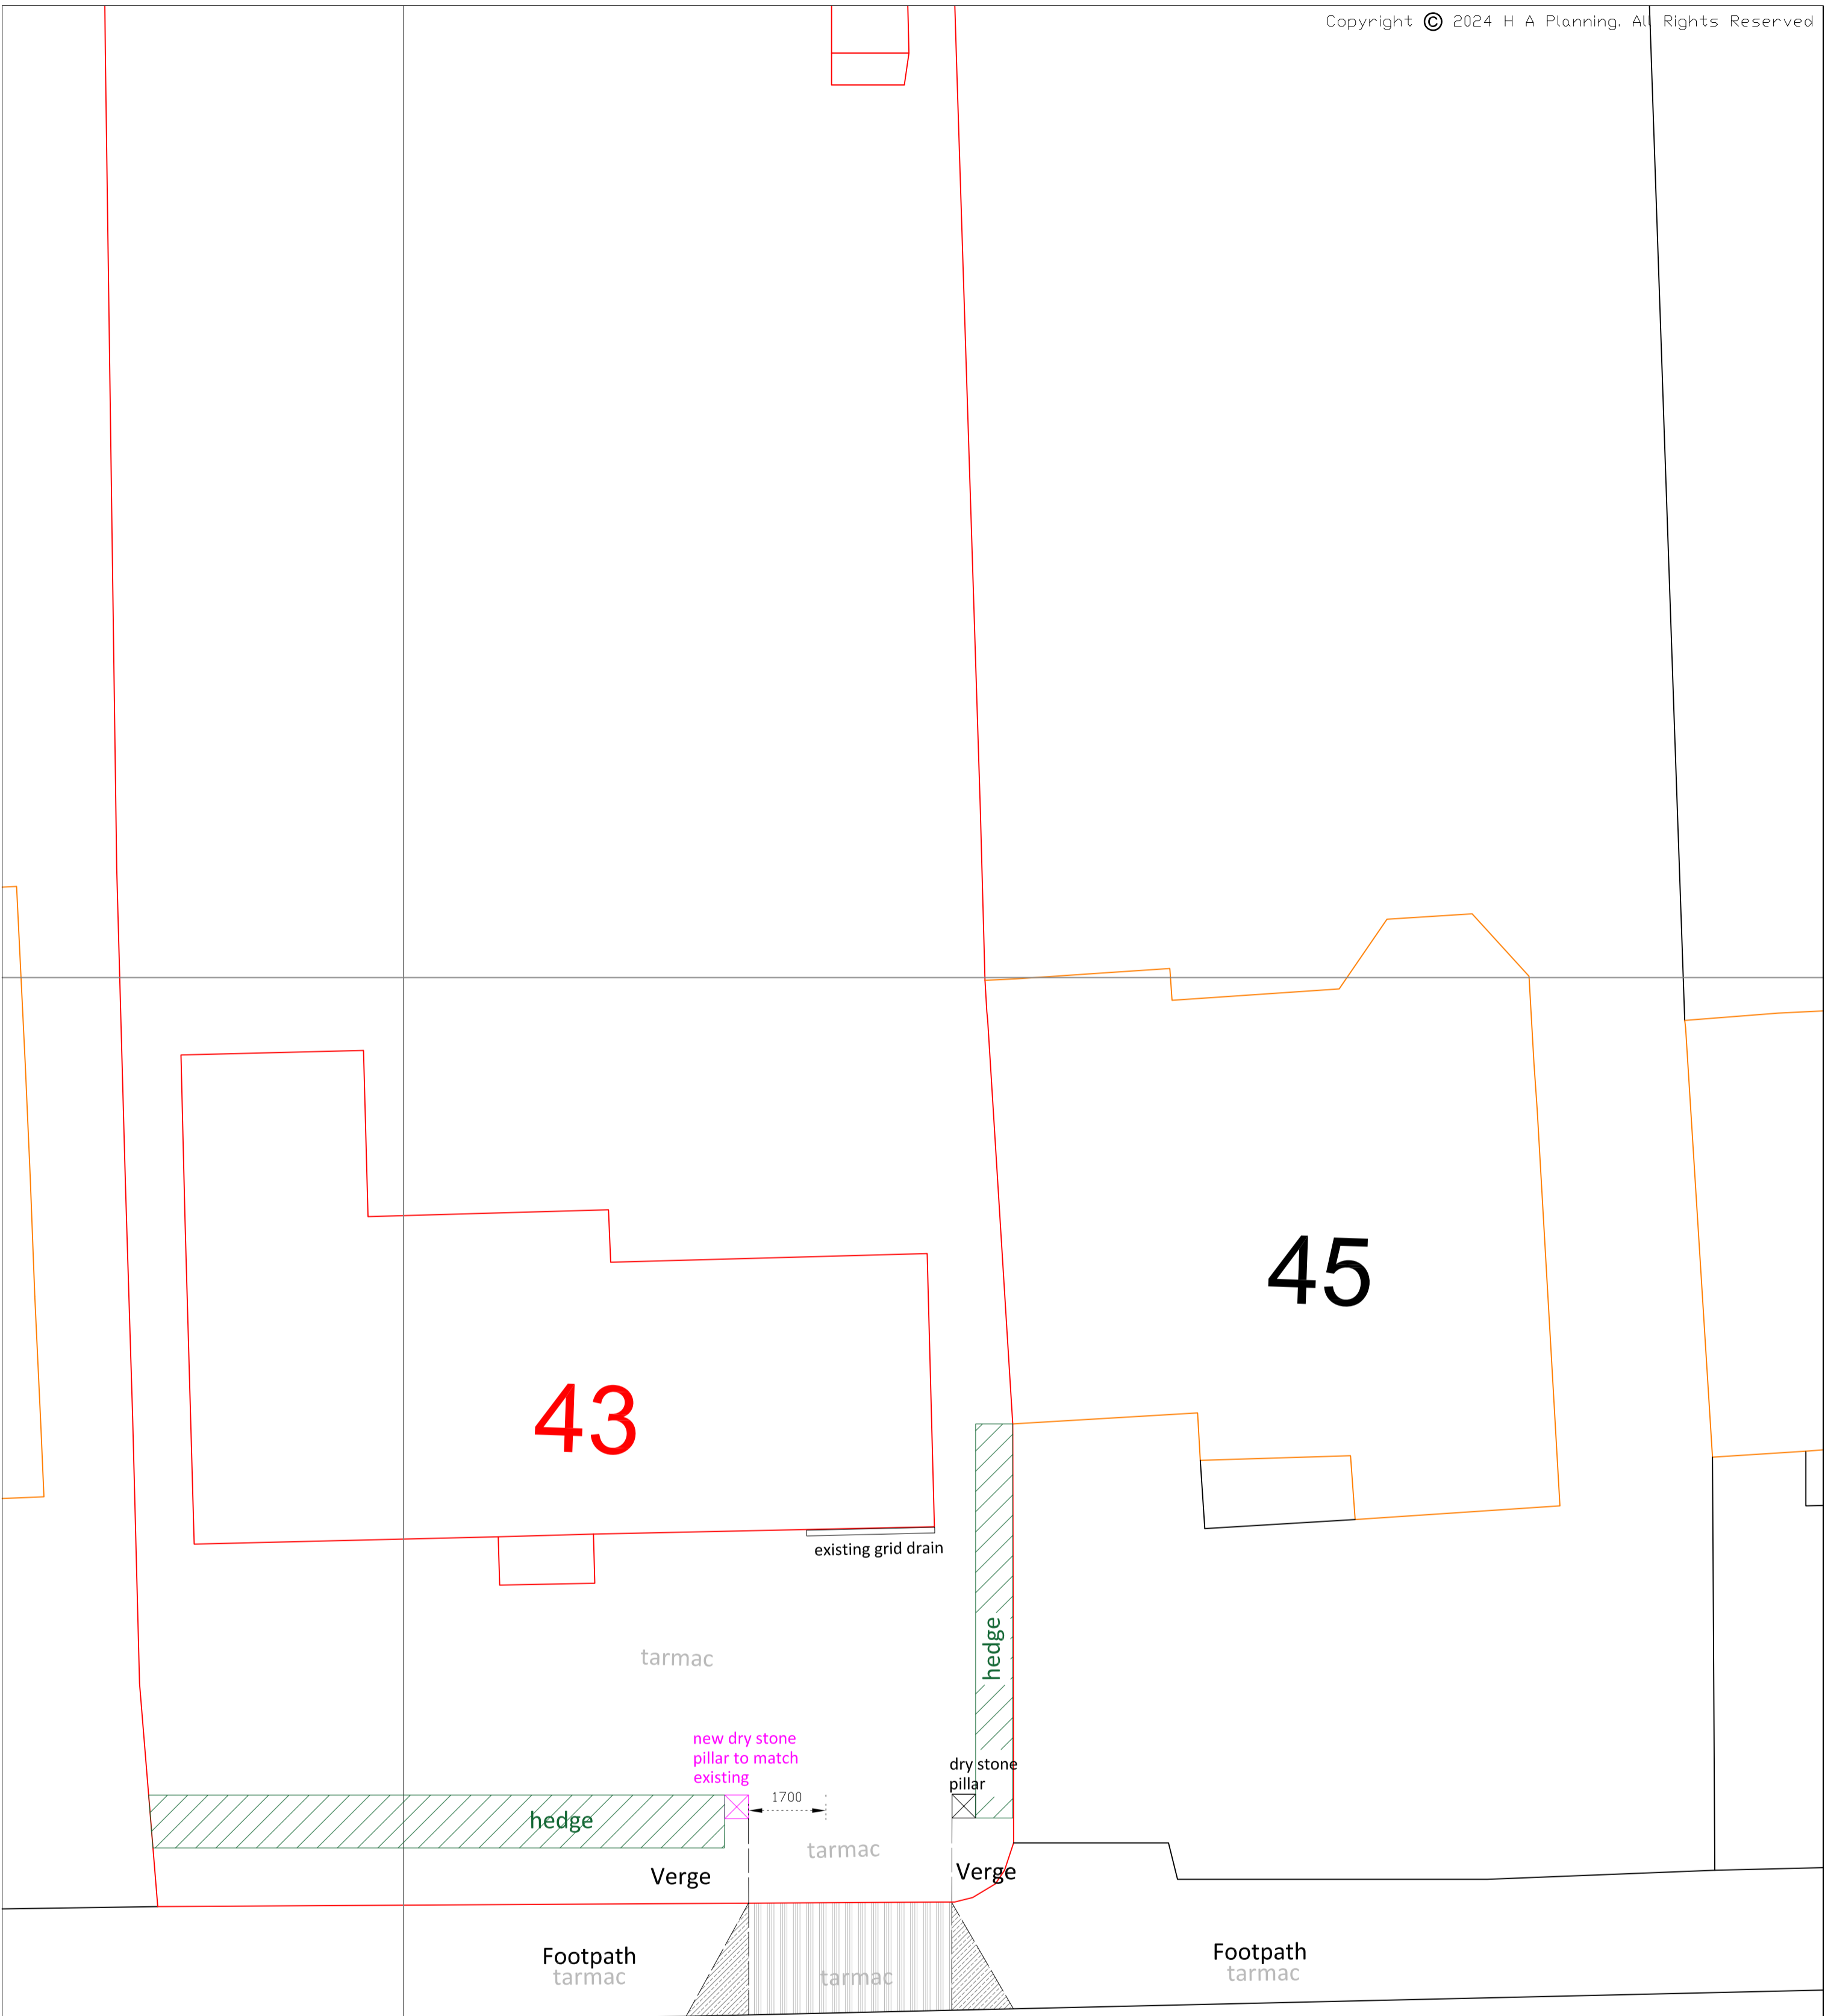 Copyright © 2024 H A Planning. All Rights Reserved
45
43
existing grid drain
hedge
tarmac
new dry stone
pillar to match
existing
dry stone
pillar
1700
hedge
tarmac
Verge
Verge
Footpath
tarmac
tarmac
Footpath
tarmac